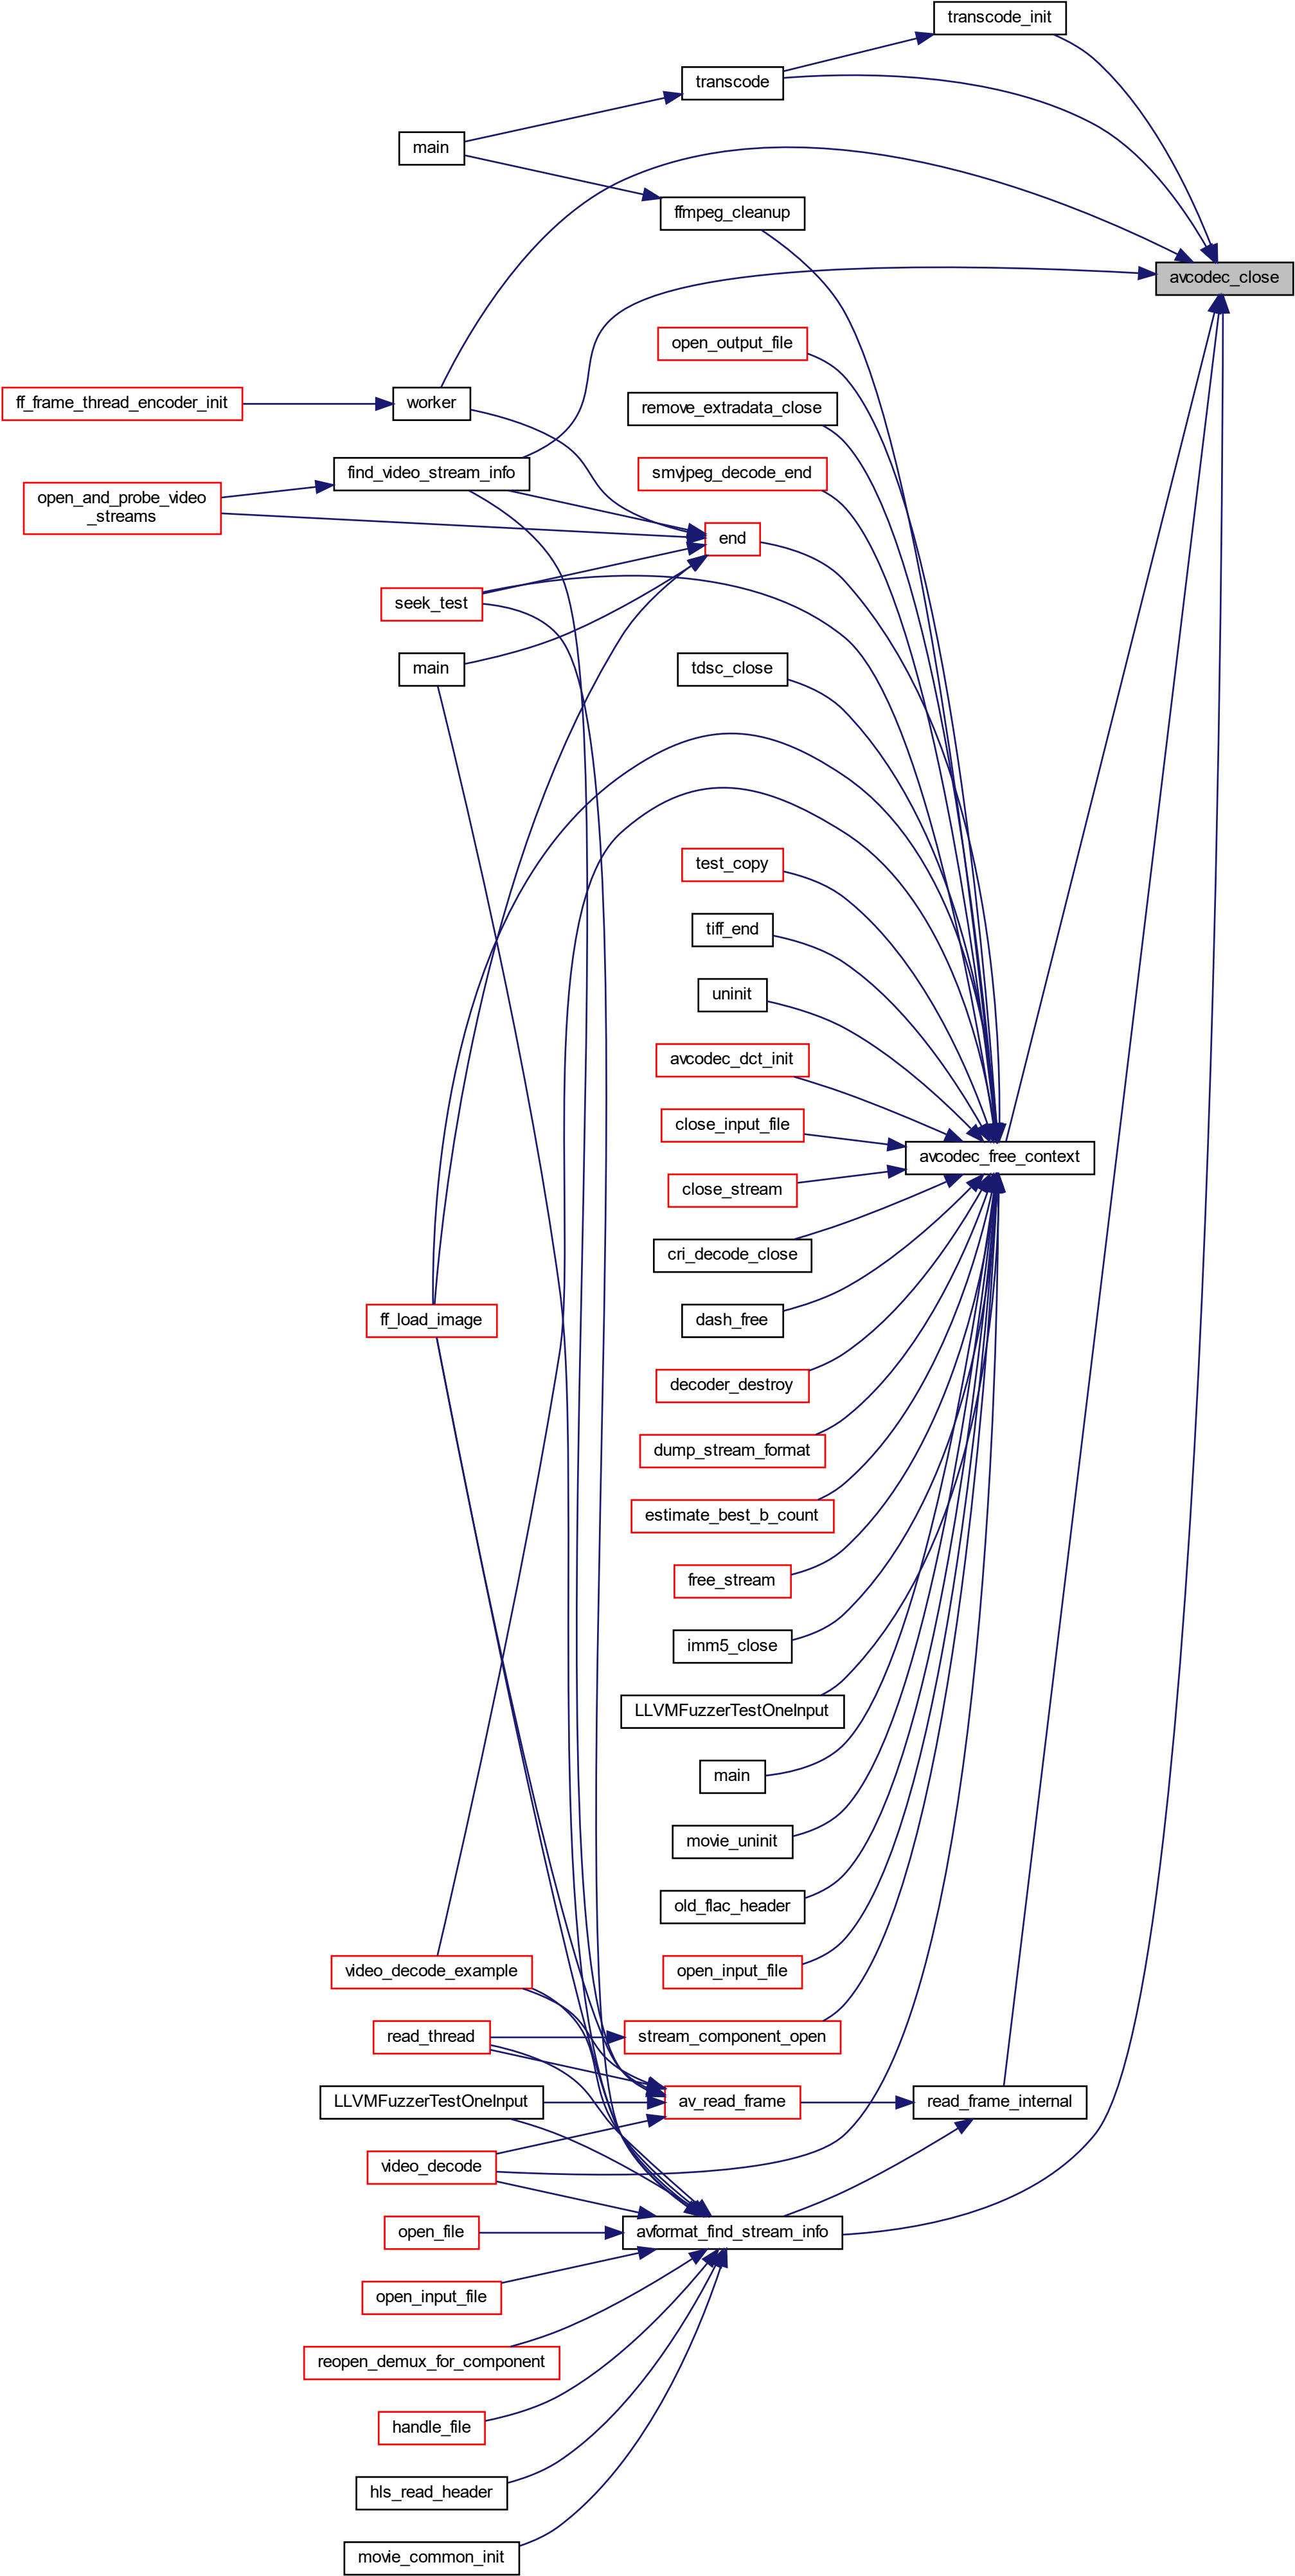 transcode_init
transcode
main
ffmpeg_cleanup
avcodec_close
open_output_file
ff_frame_thread_encoder_init
worker
remove_extradata_close
find_video_stream_info
smvjpeg_decode_end
open_and_probe_video
_streams
end
seek_test
main
tdsc_close
test_copy
tiff_end
uninit
avcodec_dct_init
close_input_file
avcodec_free_context
close_stream
cri_decode_close
ff_load_image
dash_free
decoder_destroy
dump_stream_format
estimate_best_b_count
free_stream
imm5_close
LLVMFuzzerTestOneInput
main
movie_uninit
old_flac_header
video_decode_example
open_input_file
read_thread
stream_component_open
LLVMFuzzerTestOneInput
av_read_frame
read_frame_internal
video_decode
open_file
avformat_find_stream_info
open_input_file
reopen_demux_for_component
handle_file
hls_read_header
movie_common_init